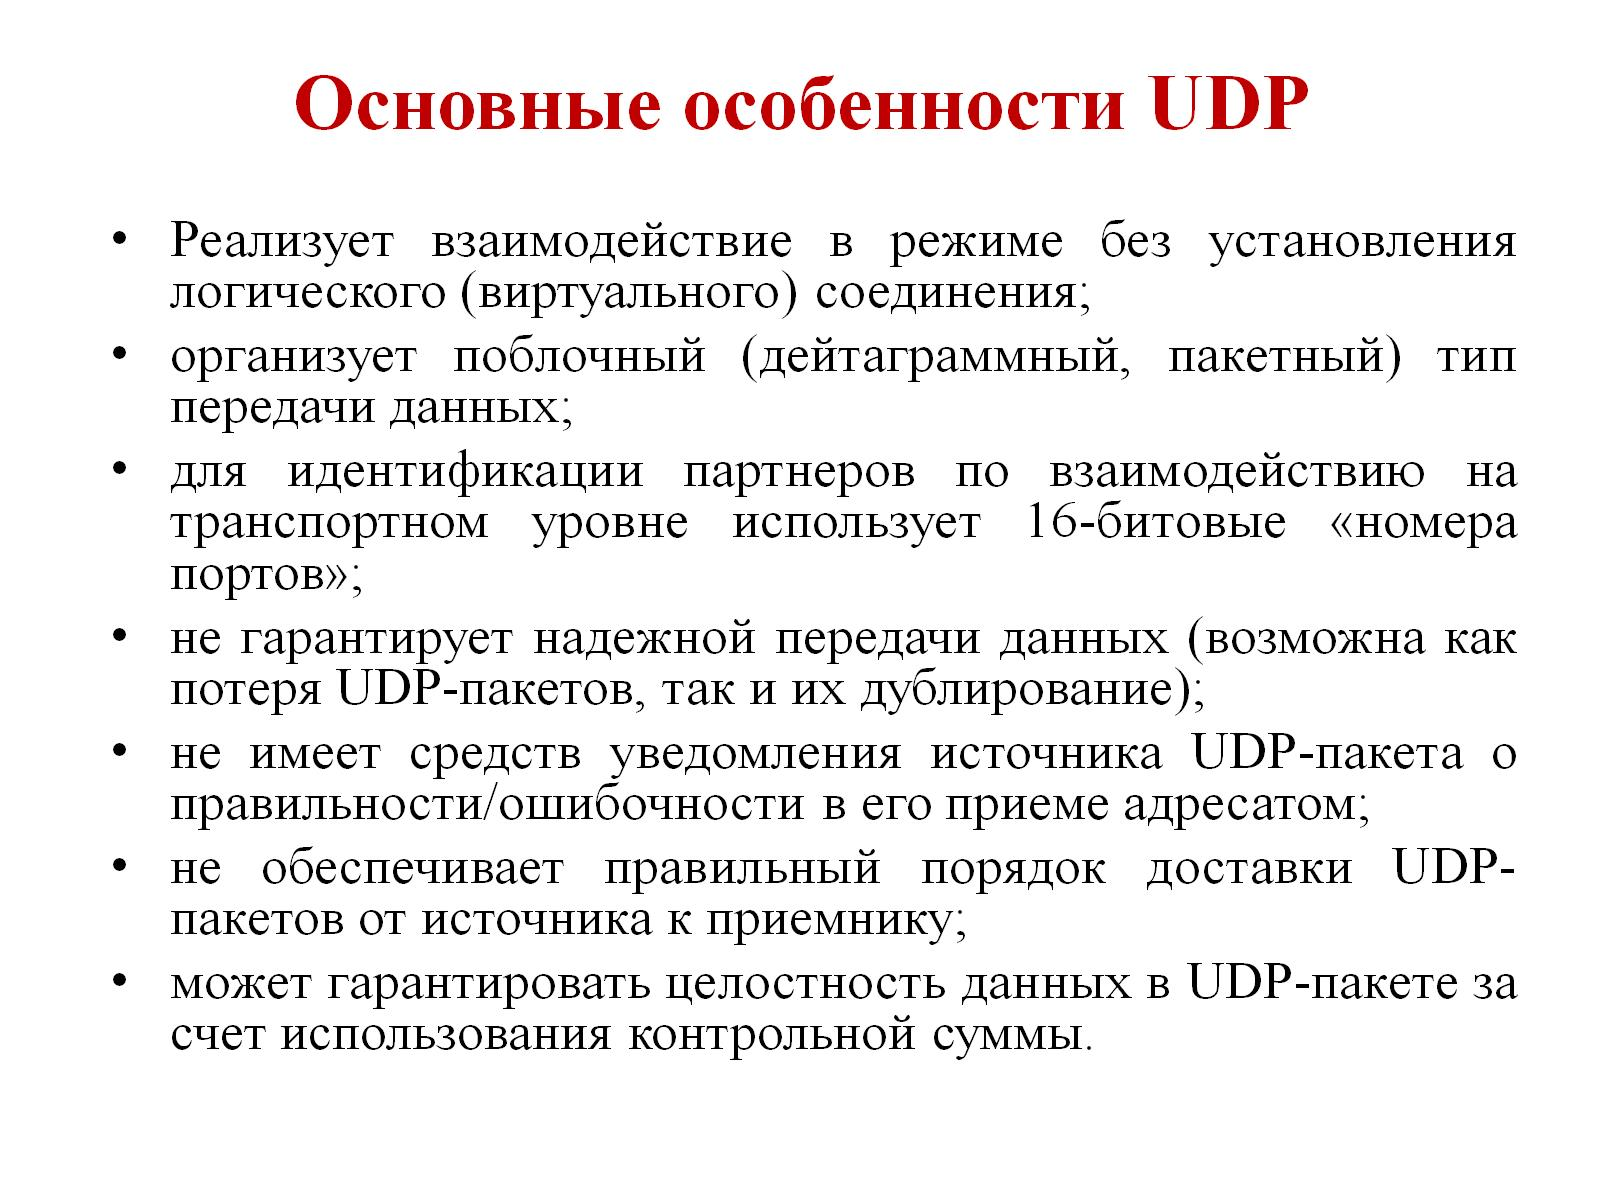 Основные особенности UDP
• Реализует взаимодействие в режиме без установления
логического (виртуального) соединения;
• организует поблочный (дейтаграммный, пакетный) тип
передачи данных;
• для идентификации партнеров по взаимодействию на
транспортном уровне использует 16-битовые «номера
портов»;
• не гарантирует надежной передачи данных (возможна как
потеря UDP-пакетов, так и их дублирование);
• не имеет средств уведомления источника UDP-пакета о
правильности/ошибочности в его приеме адресатом;
• не обеспечивает правильный порядок доставки UDP-
пакетов от источника к приемнику;
• может гарантировать целостность данных в UDP-пакете за
счет использования контрольной суммы.